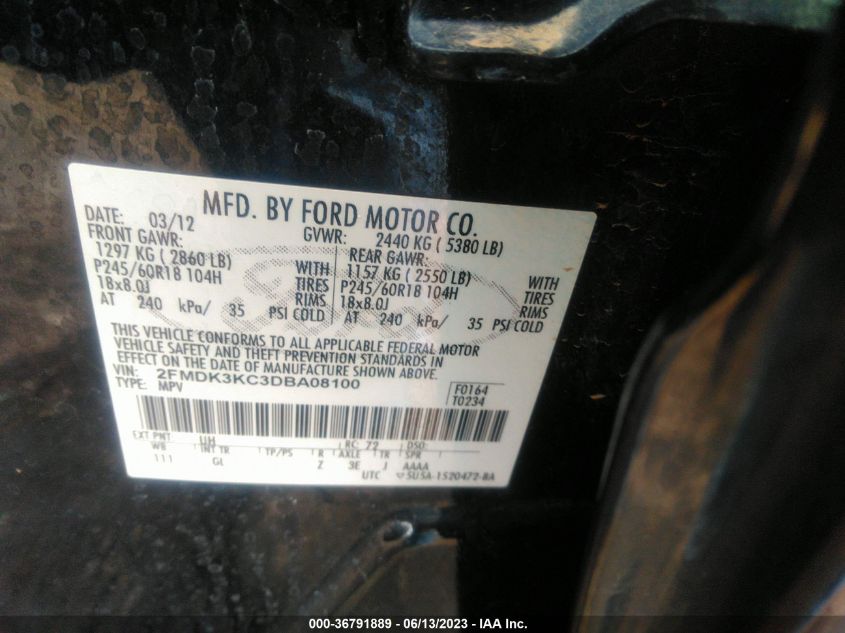 MFD. BY FORD MOTOR CO.
DATE: 03/12 GVWR: 2440 KG ( 5380 LB)
FRONT GAWR: REAR GAWR:
1297 KG ( 2860 LB) WITH 1157 KG ( 2550 LB) WITH
P245/60R18 104H TIRES P245/60R18 104H TIRES
18x8.0J RIMS 18x8.0J RIMS
AT 240 kPa/ 35 PSI COLD AT 240 kPa/ 35 PSI COLD
Ford
THIS VEHICLE CONFORMS TO ALL APPLICABLE FEDERAL MOTOR
VEHICLE SAFETY AND THEFT PREVENTION STANDARDS IN
EFFECT ON THE DATE OF MANUFACTURE SHOWN ABOVE.
VIN: 2FMDK3KC3DBA08100
TYPE: MPV
F0164
T0234
EXT PNT UH RC: 72 DSO:
WB INT TR TP/PS R AXLE TR SPR
111 GL Z 3E J AAAA
UTC 5U5A-1520472-BA
000-36791889 - 06/13/2023 - IAA Inc.